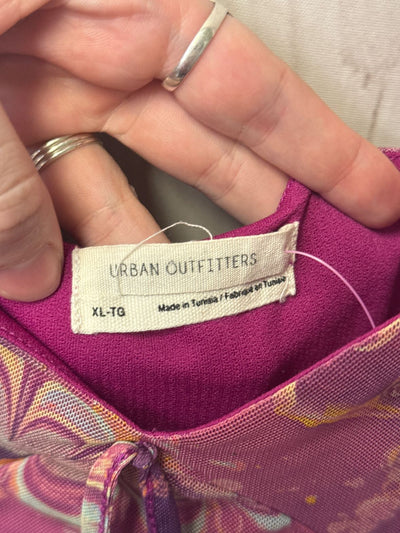 URBAN OUTFITTERS
XL-TG
Made in Tunisia / Fabriqué en Tunisie